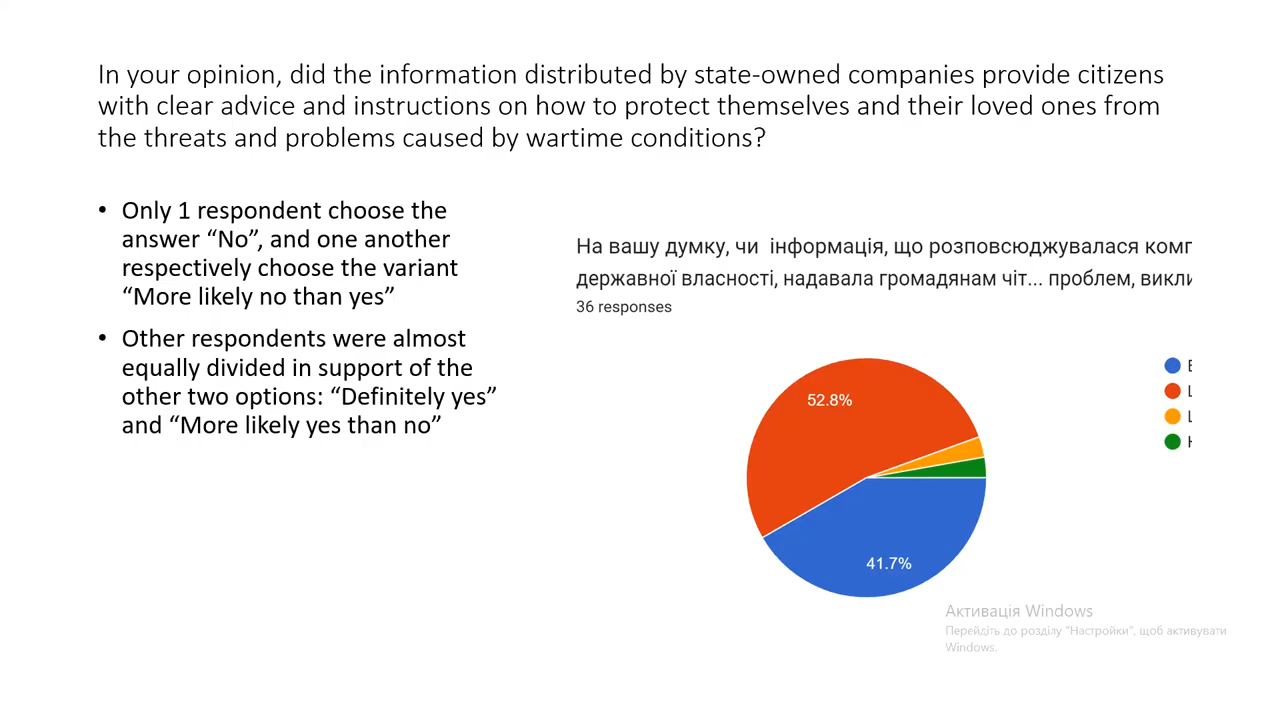 In your opinion, did the information distributed by state-owned companies provide citizens
with clear advice and instructions on how to protect themselves and their loved ones from
the threats and problems caused by wartime conditions?
• Only 1 respondent choose the
answer “No”, and one another
respectively choose the variant
“More likely no than yes”
• Other respondents were almost
equally divided in support of the
other two options: “Definitely yes”
and “More likely yes than no”
На вашу думку, чи інформація, що розповсюджувалася комп
державної власності, надавала громадянам чіт... проблем, викли
36 responses
52.8%
41.7%
Активація Windows
Перейдіть до розділу "Настройки", щоб активувати
Windows.